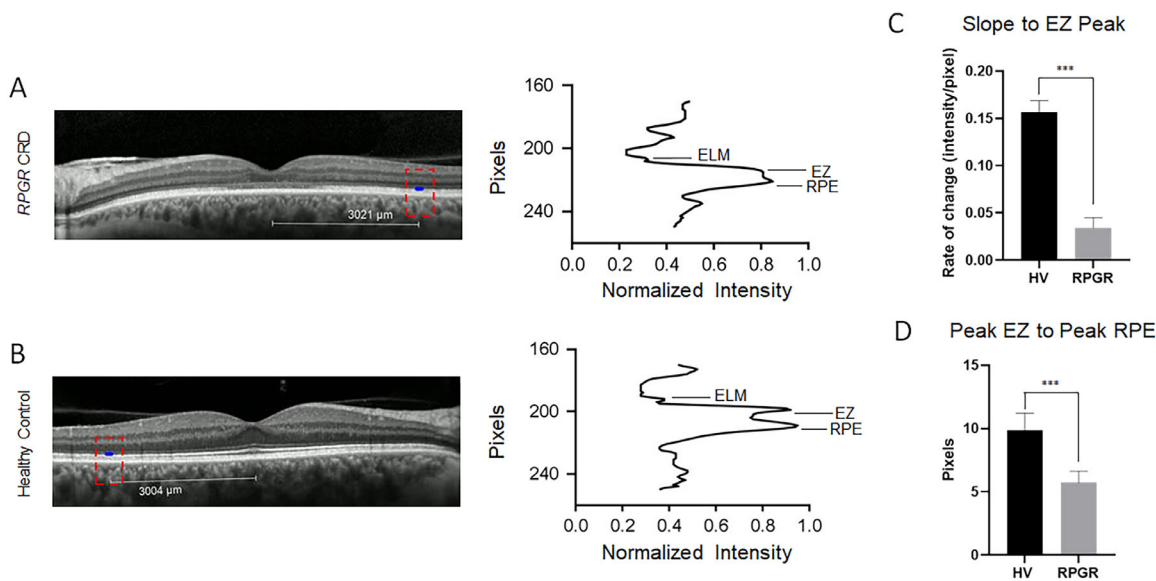 A
RPGR CRD
3021 µm
Pixels
160
200
240
ELM
EZ
RPE
0.0 0.2 0.4 0.6 0.8 1.0
Normalized Intensity
B
Healthy Control
3004 µm
Pixels
160
200
240
ELM
EZ
RPE
0.0 0.2 0.4 0.6 0.8 1.0
Normalized Intensity
C
Slope to EZ Peak
Rate of change (intensity/pixel)
0.20
0.15
0.10
0.05
0.00
***
HV RPGR
D
Peak EZ to Peak RPE
Pixels
15
10
5
0
***
HV RPGR